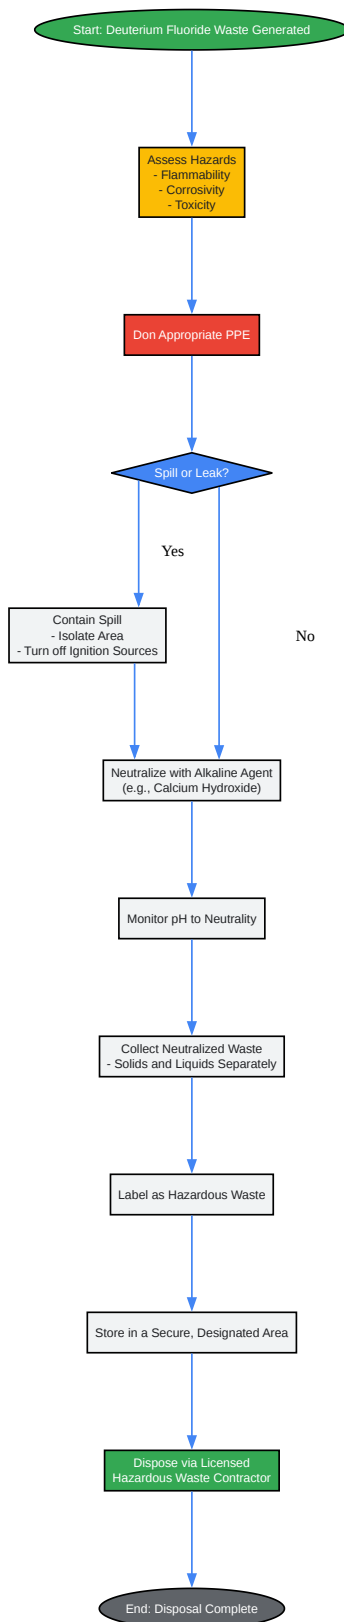 Start: Deuterium Fluoride Waste Generated
Assess Hazards
- Flammability
- Corrosivity
- Toxicity
Don Appropriate PPE
Spill or Leak?
Yes
Contain Spill
- Isolate Area
- Turn off Ignition Sources
No
Neutralize with Alkaline Agent
(e.g., Calcium Hydroxide)
Monitor pH to Neutrality
Collect Neutralized Waste
- Solids and Liquids Separately
Label as Hazardous Waste
Store in a Secure, Designated Area
Dispose via Licensed
Hazardous Waste Contractor
End: Disposal Complete